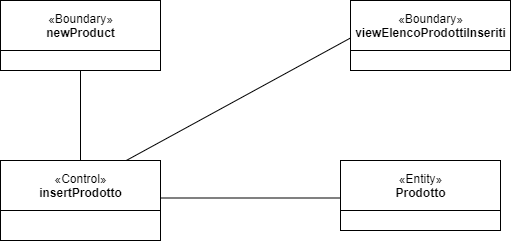 «Boundary»
newProduct
«Boundary»
viewElencoProdottiInseriti
«Control»
insertProdotto
«Entity»
Prodotto